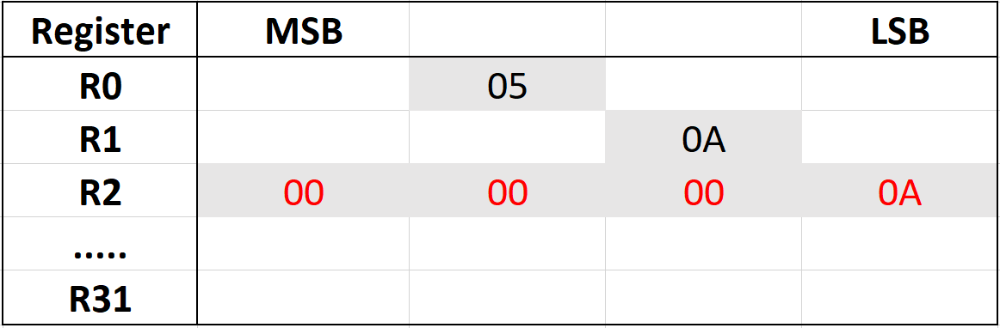 Register MSB LSB
R0 05
R1 0A
R2 00 00 00 0A
.....
R31